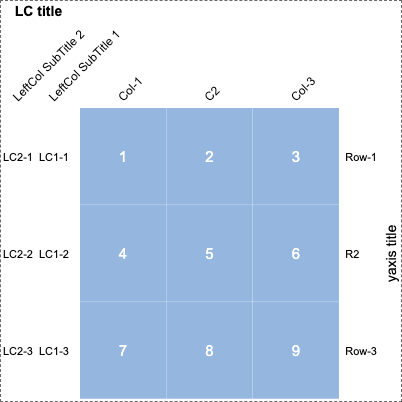 LC title
LeftCol SubTitle 2
LeftCol SubTitle 1
Col-1
C2
Col-3
LC2-1 LC1-1 1 2 3 Row-1
LC2-2 LC1-2 4 5 6 R2
LC2-3 LC1-3 7 8 9 Row-3
yaxis title